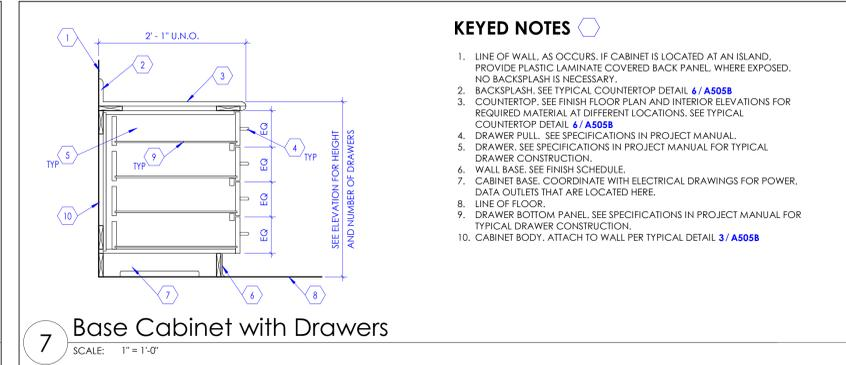 1
2' - 1" U.N.O.
2
3
EQ
EQ
EQ
EQ
4
TYP
TYP
5
TYP
9
10
SEE ELEVATION FOR HEIGHT
AND NUMBER OF DRAWERS
7
6
8
7
Base Cabinet with Drawers
SCALE: 1" = 1'-0"
KEYED NOTES
1. LINE OF WALL, AS OCCURS. IF CABINET IS LOCATED AT AN ISLAND,
PROVIDE PLASTIC LAMINATE COVERED BACK PANEL, WHERE EXPOSED.
NO BACKSPLASH IS NECESSARY.
2. BACKSPLASH. SEE TYPICAL COUNTERTOP DETAIL 6 / A505B
3. COUNTERTOP. SEE FINISH FLOOR PLAN AND INTERIOR ELEVATIONS FOR
REQUIRED MATERIAL AT DIFFERENT LOCATIONS. SEE TYPICAL
COUNTERTOP DETAIL 6 / A505B
4. DRAWER PULL. SEE SPECIFICATIONS IN PROJECT MANUAL.
5. DRAWER. SEE SPECIFICATIONS IN PROJECT MANUAL FOR TYPICAL
DRAWER CONSTRUCTION.
6. WALL BASE. SEE FINISH SCHEDULE.
7. CABINET BASE. COORDINATE WITH ELECTRICAL DRAWINGS FOR POWER,
DATA OUTLETS THAT ARE LOCATED HERE.
8. LINE OF FLOOR.
9. DRAWER BOTTOM PANEL. SEE SPECIFICATIONS IN PROJECT MANUAL FOR
TYPICAL DRAWER CONSTRUCTION.
10. CABINET BODY. ATTACH TO WALL PER TYPICAL DETAIL 3 / A505B